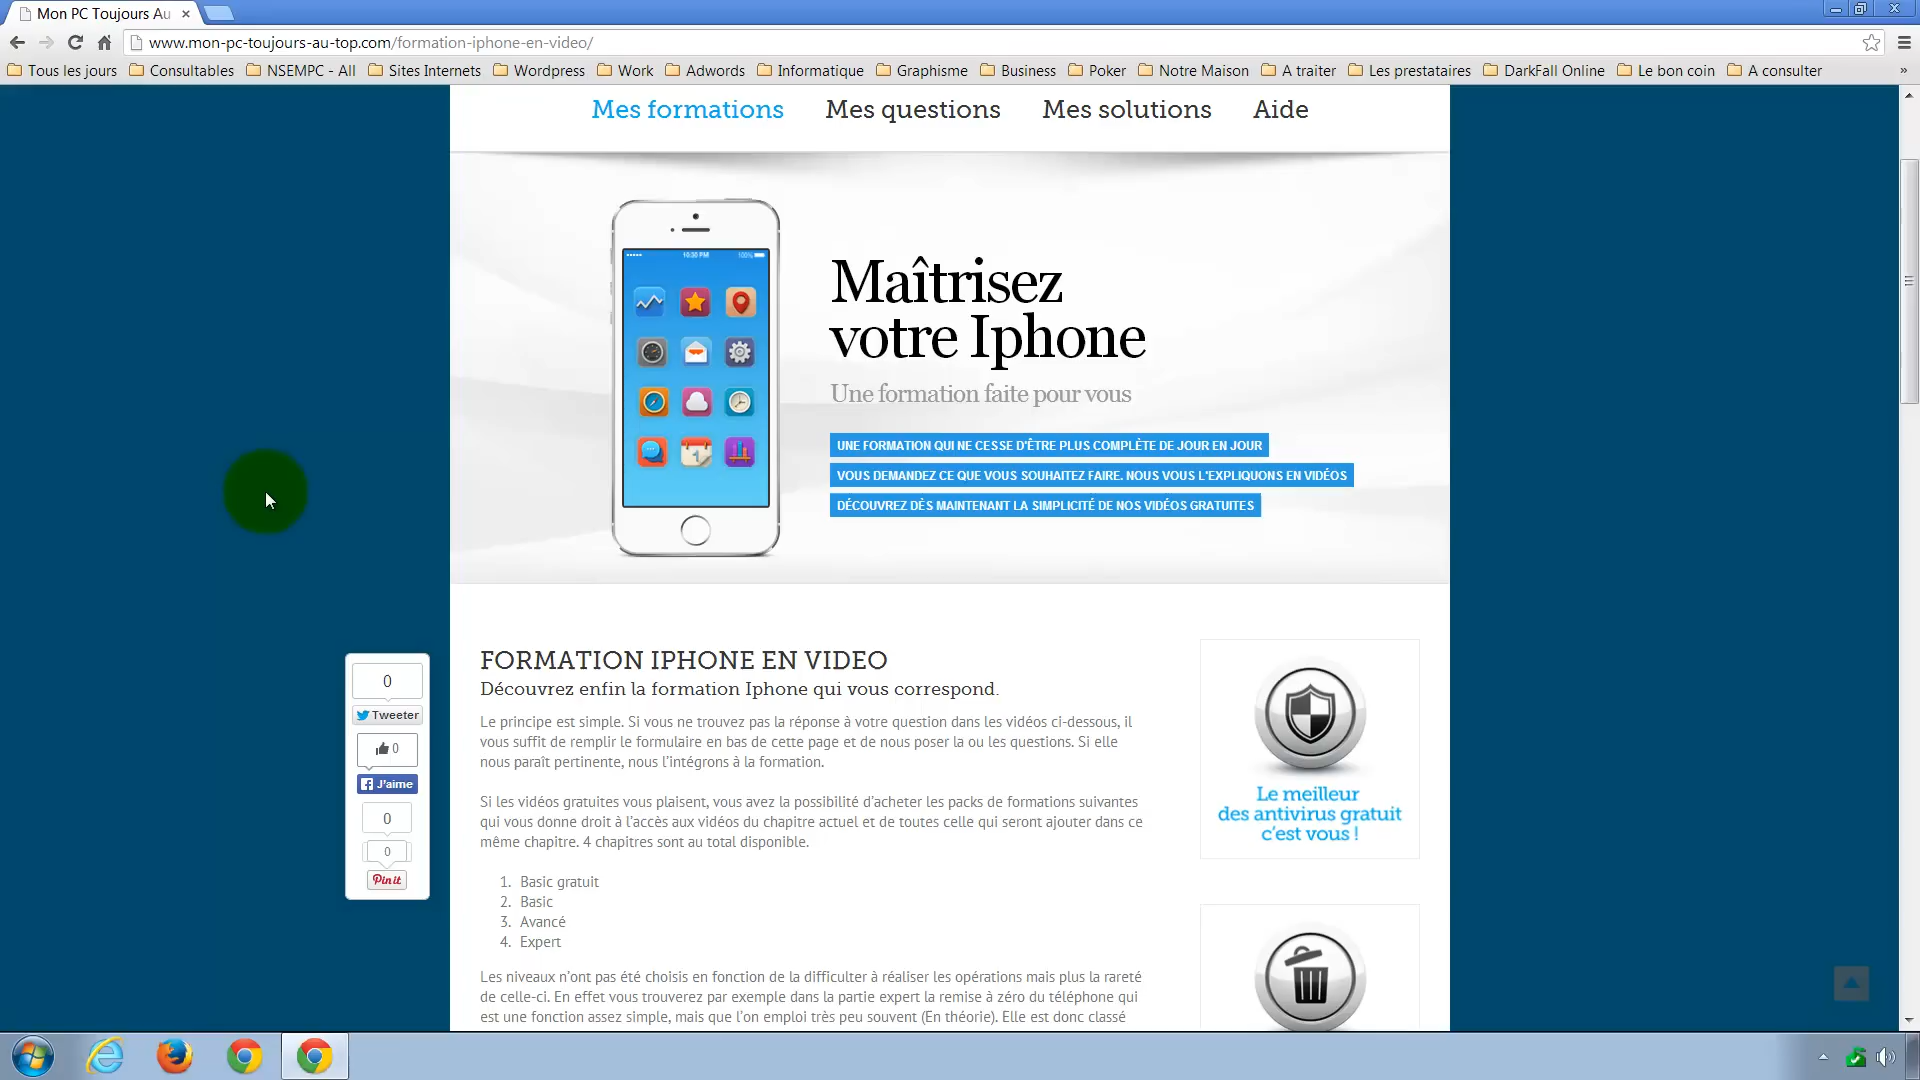 Mon PC Toujours Au
www.mon-pc-toujours-au-top.com/formation-iphone-en-video/
Tous les jours Consultables NSEMPC - All Sites Internets Wordpress Work Adwords Informatique Graphisme Business Poker Notre Maison A traiter Les prestataires DarkFall Online Le bon coin A consulter »
Mes formations Mes questions Mes solutions Aide
10:30 PM 100%
Maîtrisez
votre Iphone
Une formation faite pour vous
UNE FORMATION QUI NE CESSE D'ÊTRE PLUS COMPLÈTE DE JOUR EN JOUR
VOUS DEMANDEZ CE QUE VOUS SOUHAITEZ FAIRE. NOUS VOUS L'EXPLIQUONS EN VIDÉOS
DÉCOUVREZ DÈS MAINTENANT LA SIMPLICITÉ DE NOS VIDÉOS GRATUITES
1
0
Tweeter
0
J'aime
0
0
Pinit
FORMATION IPHONE EN VIDEO
Découvrez enfin la formation Iphone qui vous correspond.
Le principe est simple. Si vous ne trouvez pas la réponse à votre question dans les vidéos ci-dessous, il
vous suffit de remplir le formulaire en bas de cette page et de nous poser la ou les questions. Si elle
nous paraît pertinente, nous l'intégrons à la formation.
Si les vidéos gratuites vous plaisent, vous avez la possibilité d'acheter les packs de formations suivantes
qui vous donne droit à l'accès aux vidéos du chapitre actuel et de toutes celle qui seront ajouter dans ce
même chapitre. 4 chapitres sont au total disponible.
1. Basic gratuit
2. Basic
3. Avancé
4. Expert
Les niveaux n'ont pas été choisis en fonction de la difficulter à réaliser les opérations mais plus la rareté
de celle-ci. En effet vous trouverez par exemple dans la partie expert la remise à zéro du téléphone qui
est une fonction assez simple, mais que l'on emploi très peu souvent (En théorie). Elle est donc classé
Le meilleur
des antivirus gratuit
c'est vous !